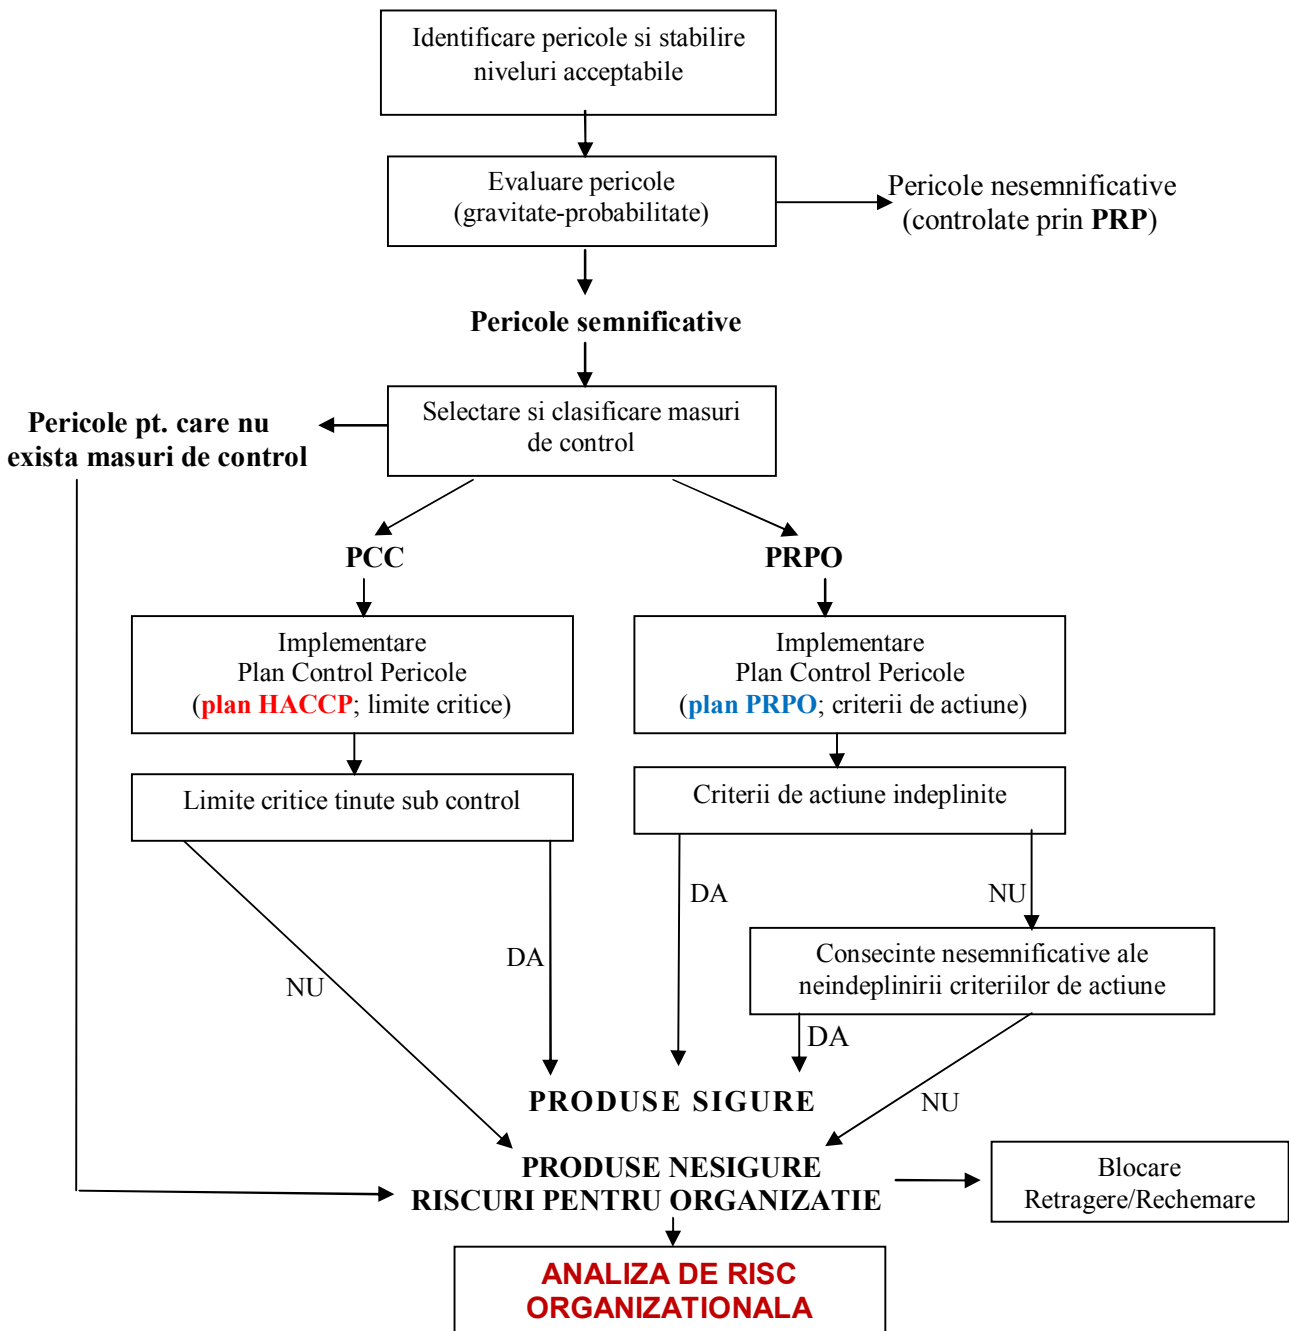 Identificare pericole si stabilire
niveluri acceptabile
Evaluare pericole
(gravitate-probabilitate)
Pericole nesemnificative
(controlate prin PRP)
Pericole semnificative
Selectare si clasificare masuri
de control
Pericole pt. care nu
exista masuri de control
PCC
PRPO
Implementare
Plan Control Pericole
(plan HACCP; limite critice)
Implementare
Plan Control Pericole
(plan PRPO; criterii de actiune)
Limite critice tinute sub control
Criterii de actiune indeplinite
NU
DA
DA
NU
Consecinte nesemnificative ale
neindeplinirii criteriilor de actiune
DA
NU
PRODUSE SIGURE
PRODUSE NESIGURE
RISCURI PENTRU ORGANIZATIE
Blocare
Retragere/Rechemare
ANALIZA DE RISC
ORGANIZATIONALA